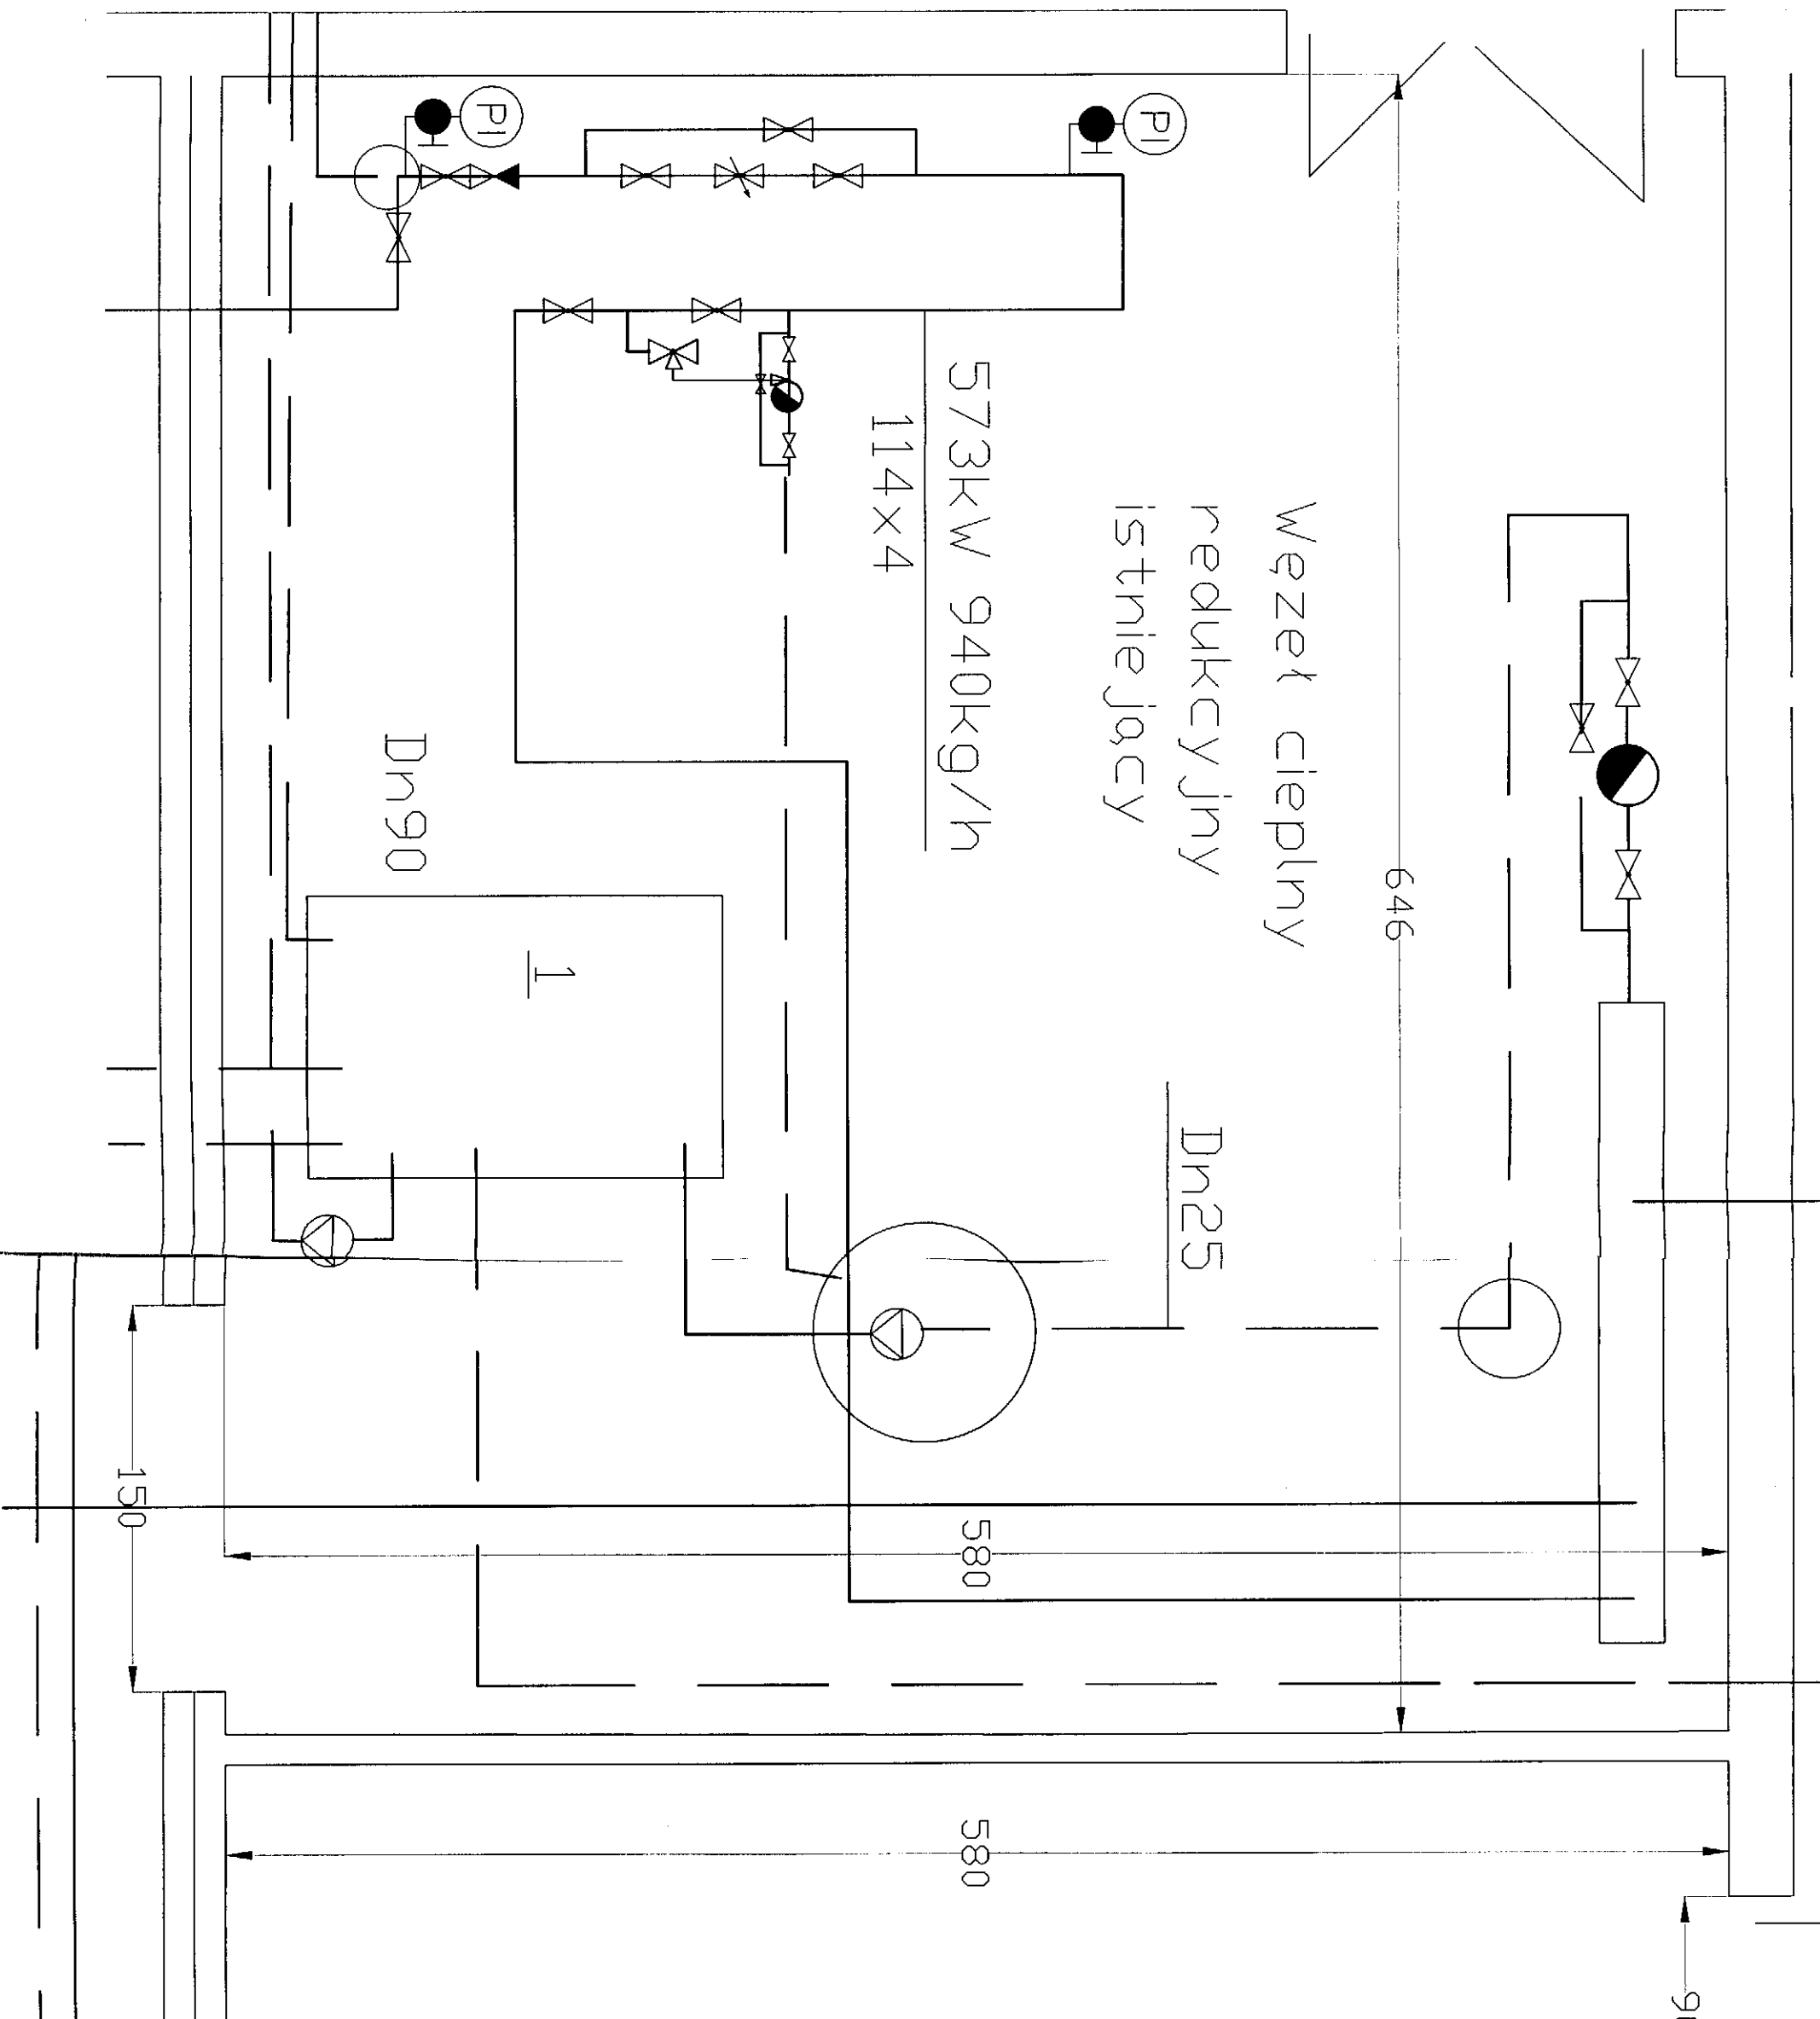 PI
PI
Węzeł cieplny
redukcyjny
istniejący
573kW 940kg/h
114x4
646
Dn90
1
Dn25
150
580
580